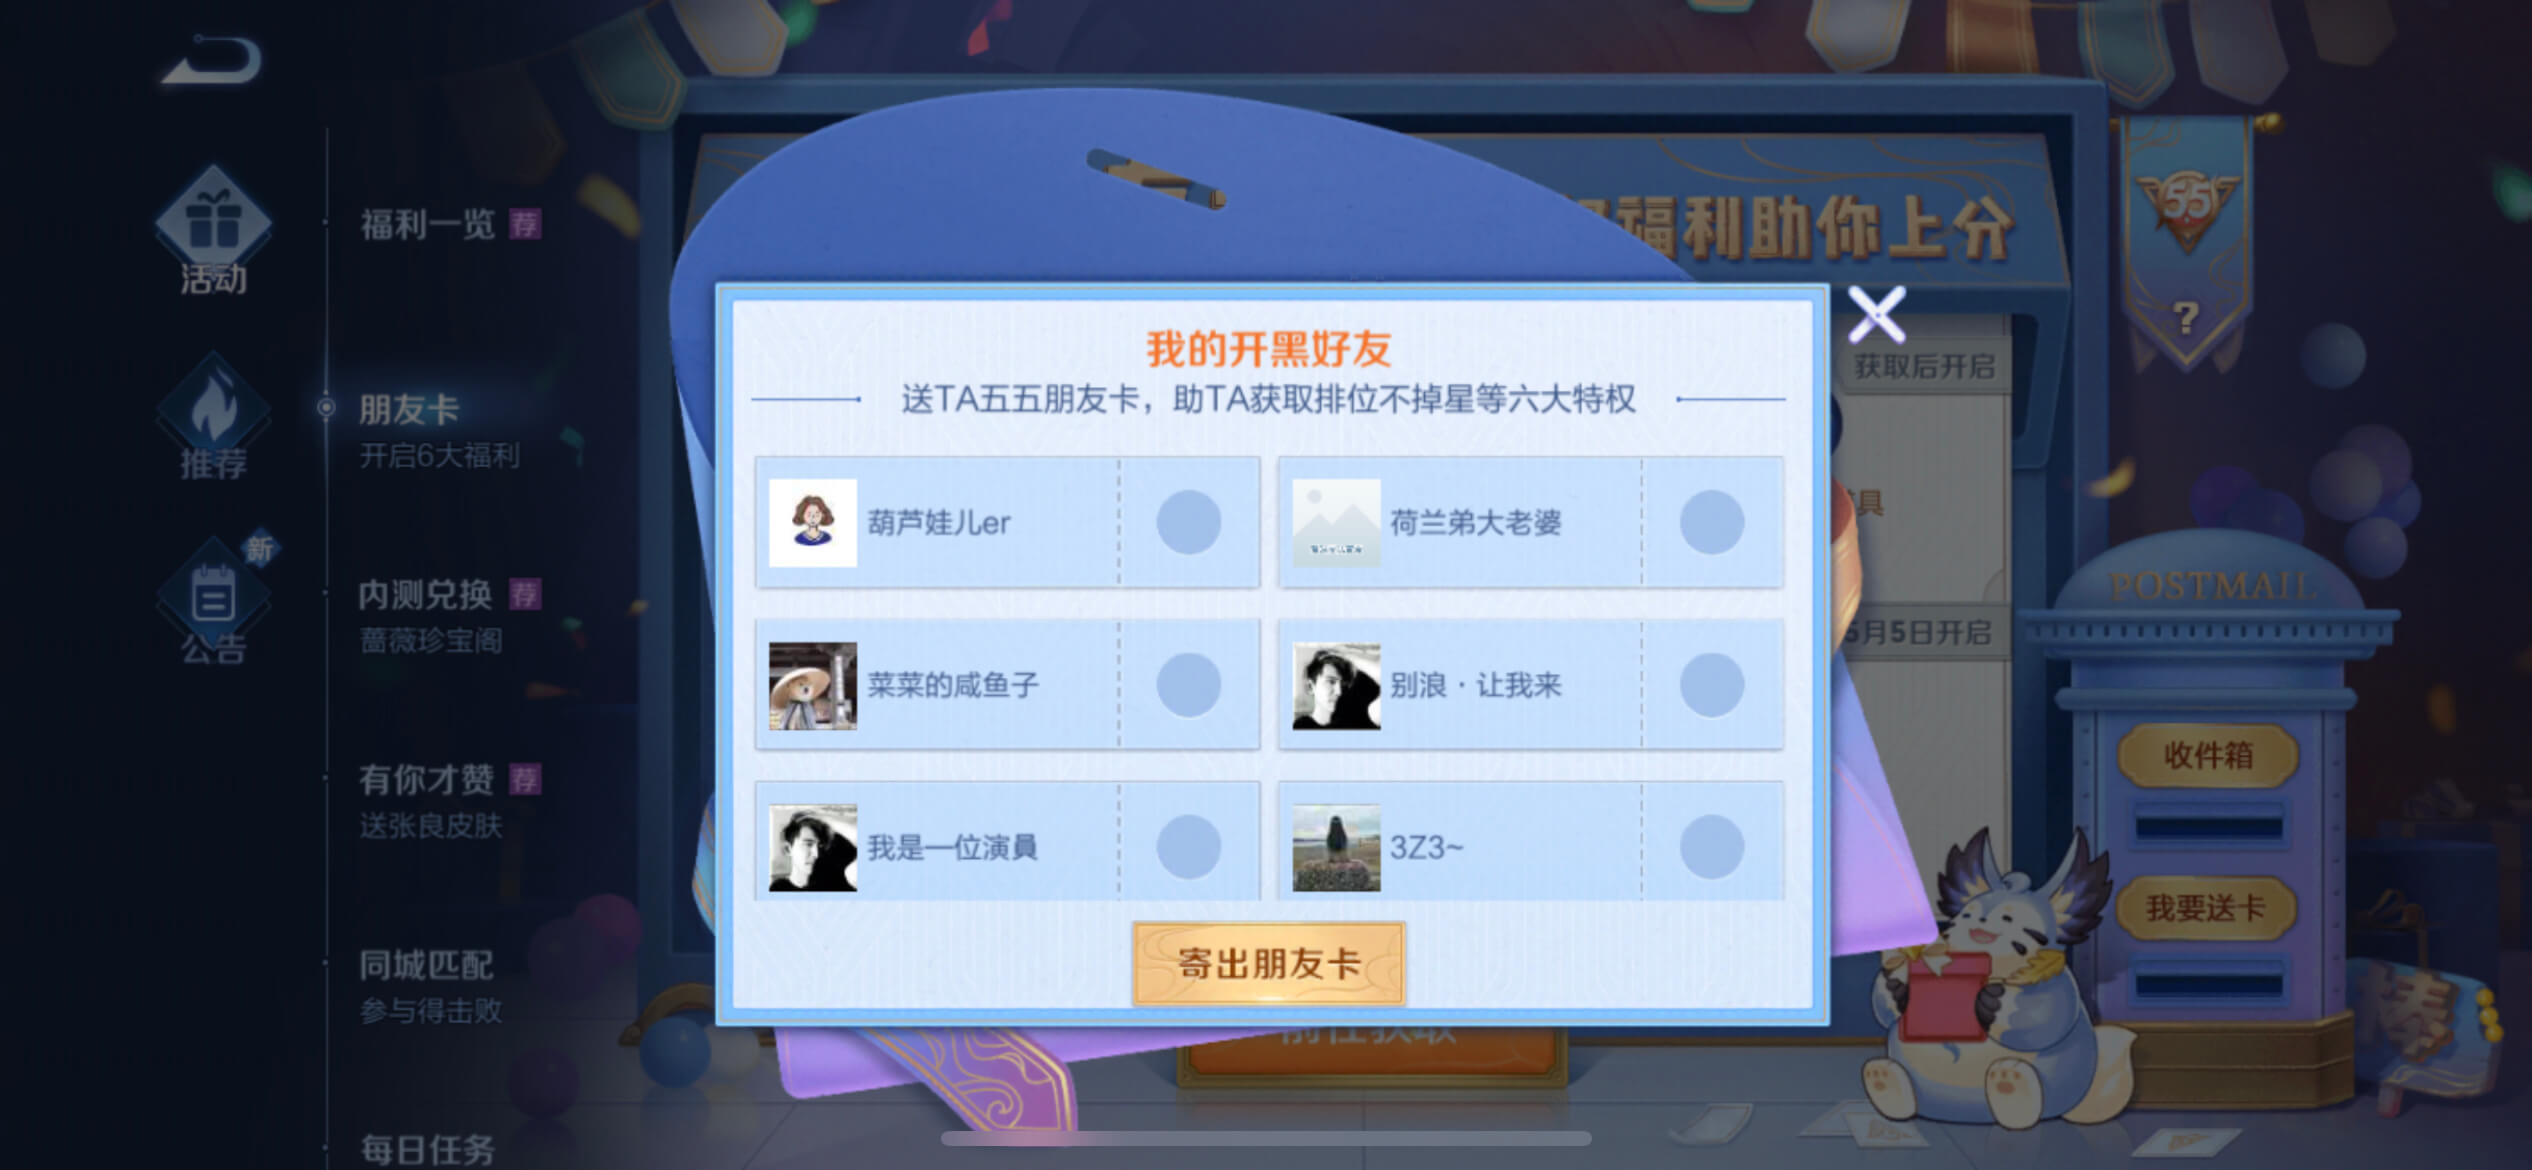 活动
推荐
新
公告
福利一览 荐
朋友卡
开启6大福利
内测兑换 荐
蔷薇珍宝阁
有你才赞 荐
送张良皮肤
同城匹配
参与得击败
每日任务
福利助你上分
55
?
获取后开启
具
5月5日开启
我的开黑好友
送TA五五朋友卡，助TA获取排位不掉星等六大特权
葫芦娃儿er
荷兰弟大老婆
菜菜的咸鱼子
别浪·让我来
我是一位演員
3Z3~
寄出朋友卡
前往获取
POSTMAIL
收件箱
我要送卡